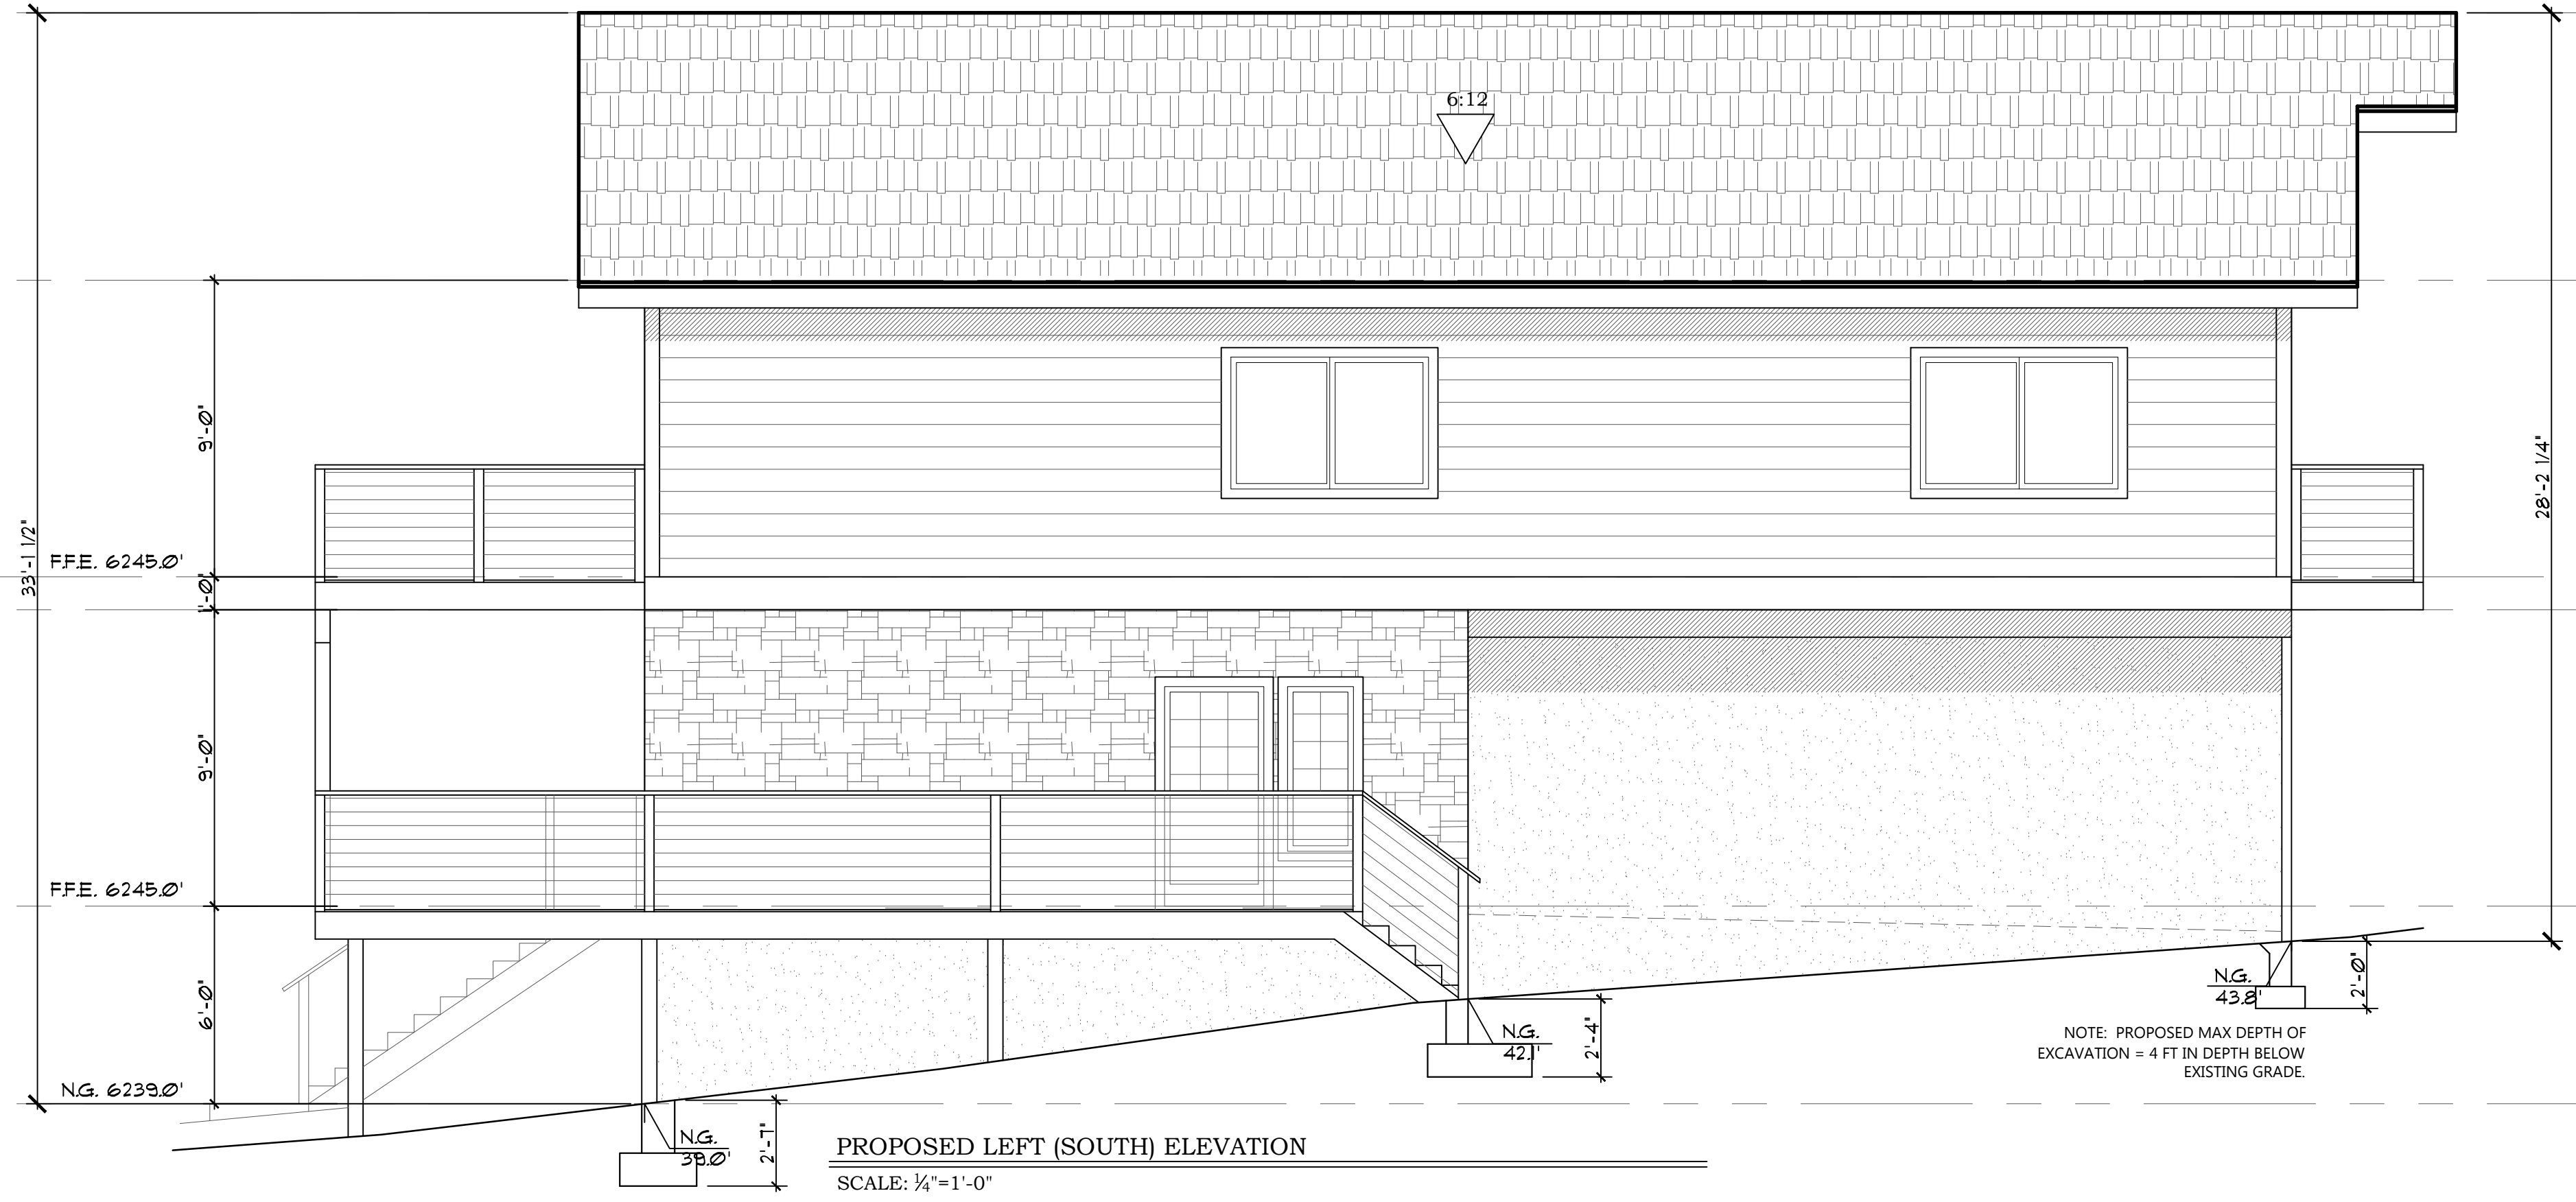 6:12
33'-1 1/2"
28'-2 1/4"
9'-0"
F.F.E. 6245.0'
1'-0"
9'-0"
F.F.E. 6245.0'
6'-0"
N.G. 6239.0'
N.G.
39.0'
2'-7"
N.G.
42.1'
2'-4"
N.G.
43.8'
2'-0"
NOTE: PROPOSED MAX DEPTH OF
EXCAVATION = 4 FT IN DEPTH BELOW
EXISTING GRADE.
PROPOSED LEFT (SOUTH) ELEVATION
SCALE: ¼"=1'-0"